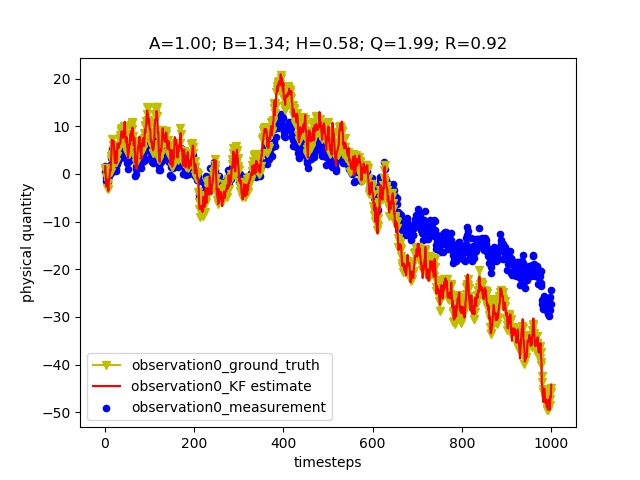 A=1.00; B=1.34; H=0.58; Q=1.99; R=0.92
physical quantity
20
10
0
−10
−20
−30
−40
−50
observation0_ground_truth
observation0_KF estimate
observation0_measurement
0 200 400 600 800 1000
timesteps